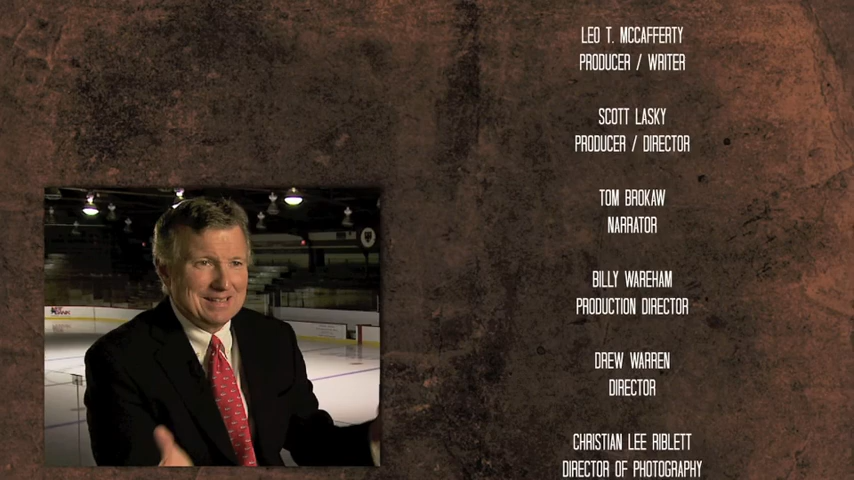 LEO T. MCCAFFERTY
PRODUCER / WRITER
SCOTT LASKY
PRODUCER / DIRECTOR
TOM BROKAW
NARRATOR
BILLY WAREHAM
PRODUCTION DIRECTOR
DREW WARREN
DIRECTOR
CHRISTIAN LEE RIBLETT
DIRECTOR OF PHOTOGRAPHY
BANK